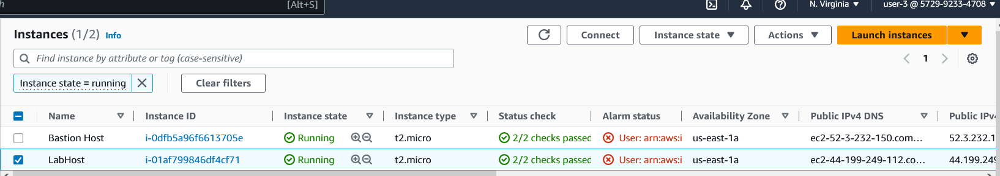 [Alt+S] N. Virginia user-3 @ 5729-9233-4708
Instances (1/2) Info Connect Instance state Actions Launch instances
Find instance by attribute or tag (case-sensitive) 1
Instance state = running Clear filters
Name Instance ID Instance state Instance type Status check Alarm status Availability Zone Public IPv4 DNS Public IPv
Bastion Host i-0dfb5a96f6613705e Running t2.micro 2/2 checks passed User: arn:aws:i us-east-1a ec2-52-3-232-150.com… 52.3.232.1
LabHost i-01af799846df4cf71 Running t2.micro 2/2 checks passed User: arn:aws:i us-east-1a ec2-44-199-249-112.co… 44.199.249